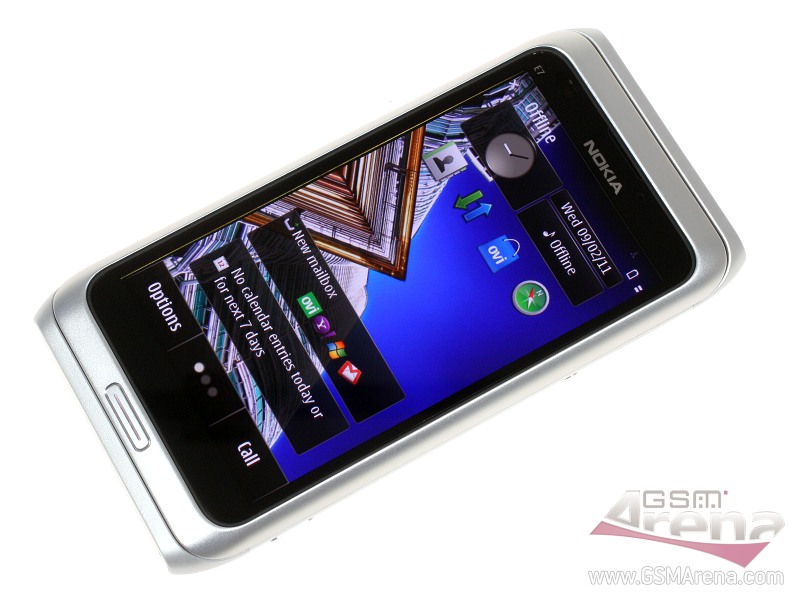 E7
NOKIA
Offline
Wed 09/02/11
Offline
ovi
N
New mailbox
ovi
Y!
No calendar entries today or
for next 7 days
Options
Call
GSM
Arena
www.GSMArena.com